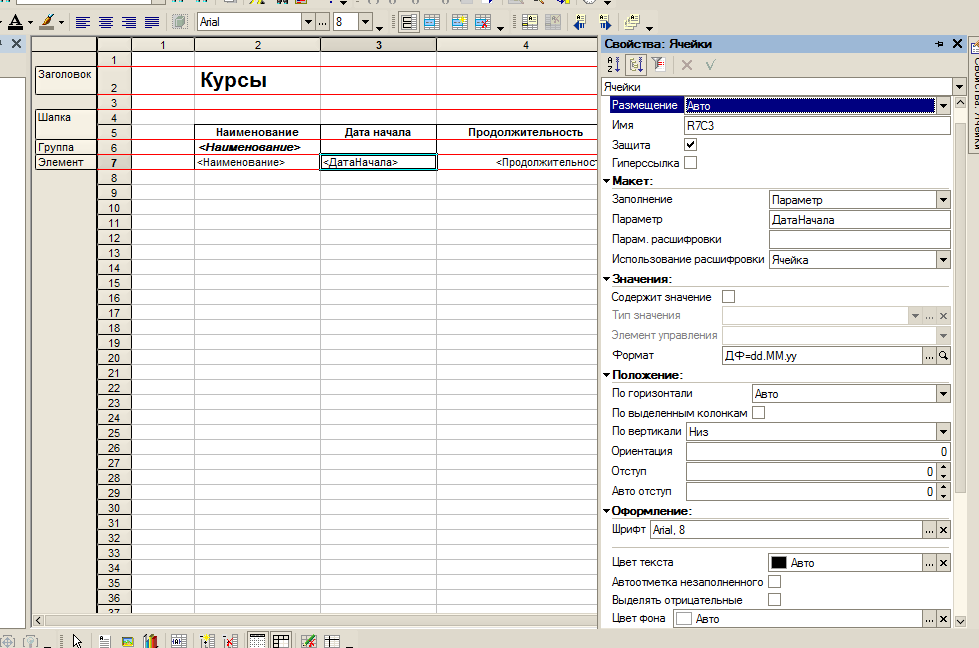 Arial
8
Свойства: Ячейки
Ячейки
1 2 3 4
1
Заголовок
2 Курсы
3
Шапка
4
5 Наименование Дата начала Продолжительность
Группа 6 <Наименование>
Элемент 7 <Наименование> <ДатаНачала> <Продолжительност
8
9
10
11
12
13
14
15
16
17
18
19
20
21
22
23
24
25
26
27
28
29
30
31
32
33
34
35
36
37
Размещение Авто
Имя R7C3
Защита
Гиперссылка
Макет:
Заполнение Параметр
Параметр ДатаНачала
Парам. расшифровки
Использование расшифровки Ячейка
Значения:
Содержит значение
Тип значения
Элемент управления
Формат ДФ=dd.MM.yy
Положение:
По горизонтали Авто
По выделенным колонкам
По вертикали Низ
Ориентация 0
Отступ 0
Авто отступ 0
Оформление:
Шрифт Arial, 8
Цвет текста Авто
Автоотметка незаполненного
Выделять отрицательные
Цвет фона Авто